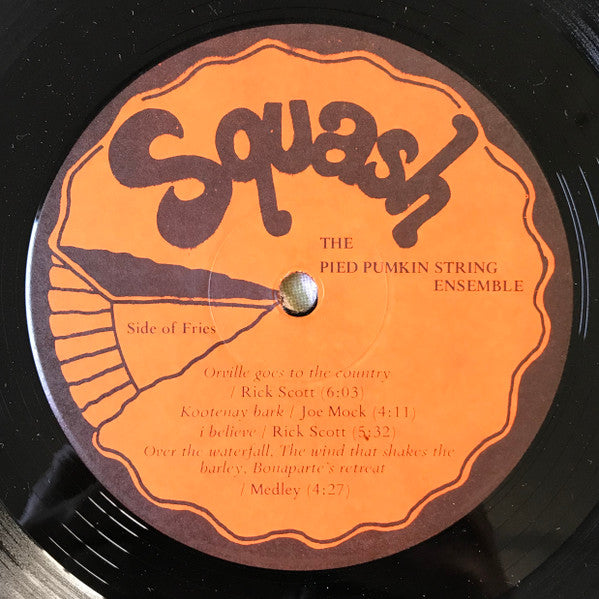 Squash
THE
PIED PUMKIN STRING
ENSEMBLE
Side of Fries
Orville goes to the country
/ Rick Scott (6:03)
Kootenay bark / Joe Mock (4:11)
i believe / Rick Scott (5:32)
Over the waterfall, The wind that shakes the
barley, Bonaparte's retreat
/ Medley (4:27)